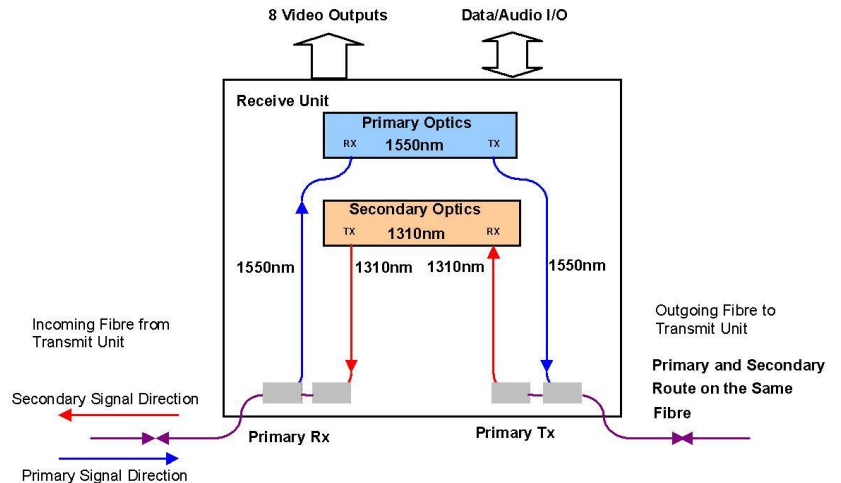 8 Video Outputs
Data/Audio I/O
Receive Unit
Primary Optics
RX
1550nm
TX
Secondary Optics
TX
1310nm
RX
1550nm
1310nm
1310nm
1550nm
Incoming Fibre from
Transmit Unit
Outgoing Fibre to
Transmit Unit
Primary and Secondary
Route on the Same
Fibre
Secondary Signal Direction
Primary Rx
Primary Tx
Primary Signal Direction